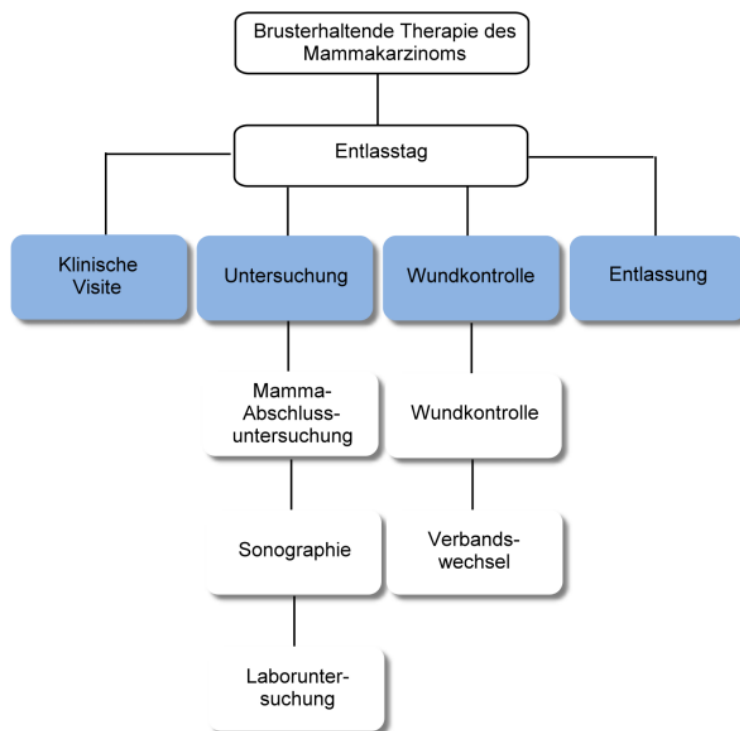 Brusterhaltende Therapie des
Mammakarzinoms
Entlasstag
Klinische
Visite
Untersuchung
Wundkontrolle
Entlassung
Mamma-
Abschluss-
untersuchung
Wundkontrolle
Sonographie
Verbands-
wechsel
Laborunter-
suchung